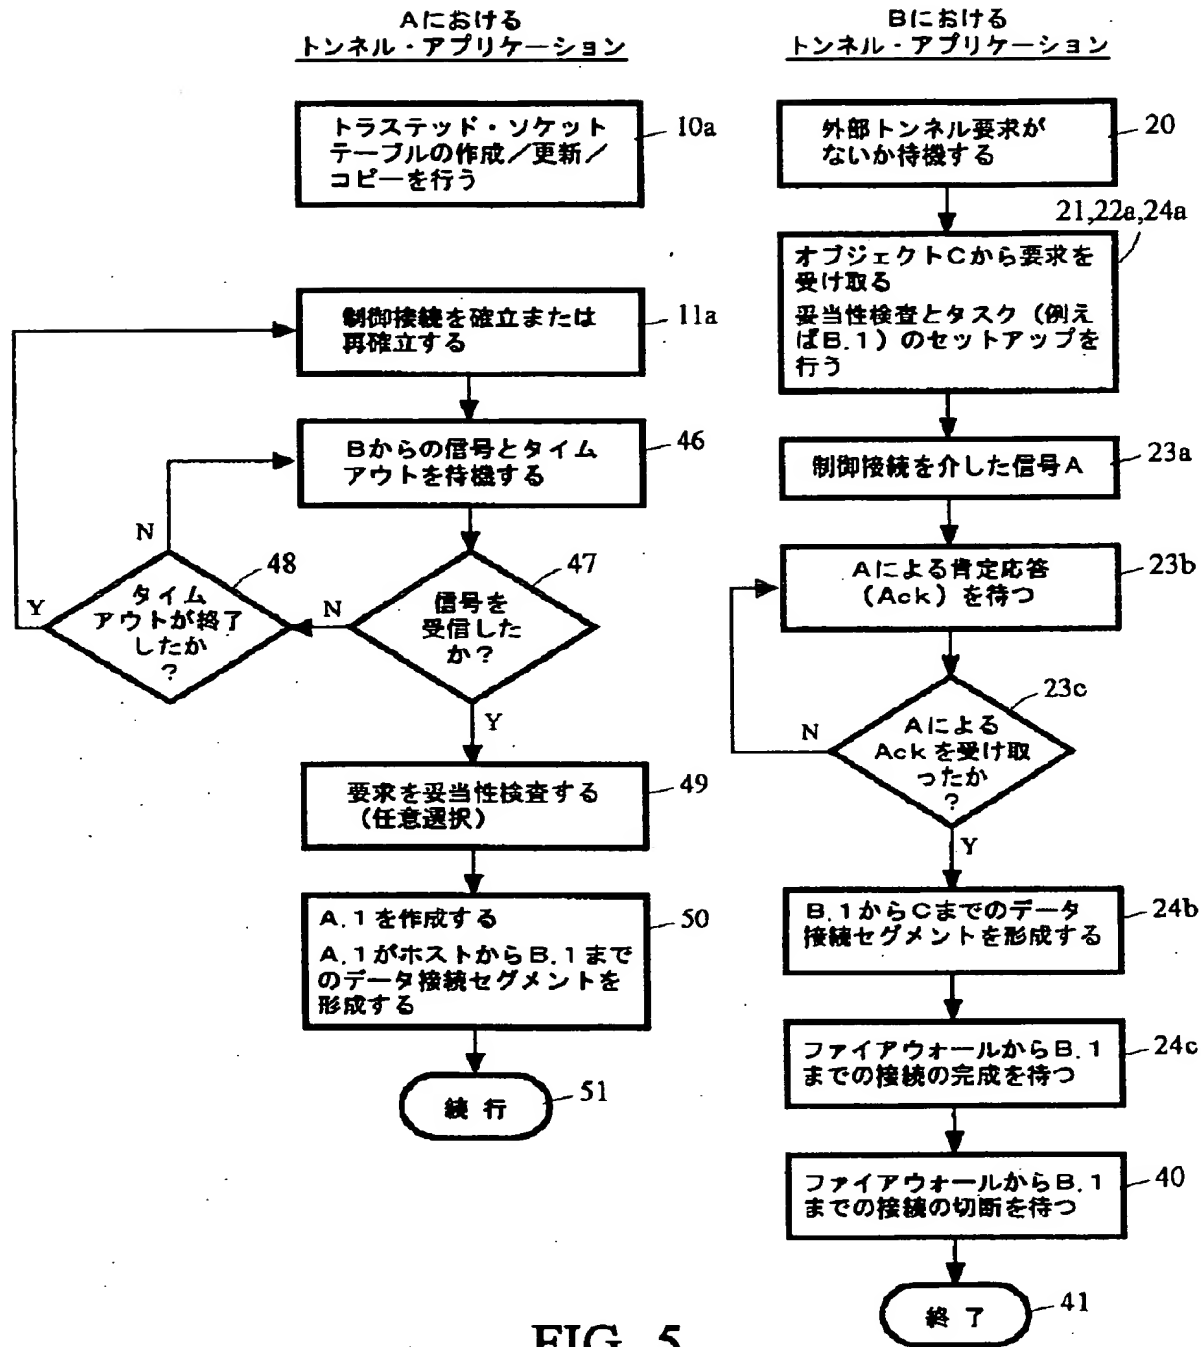 Aにおける
トンネル・アプリケーション
トラステッド・ソケット
テーブルの作成/更新/
コピーを行う
10a
制御接続を確立または
再確立する
11a
Bからの信号とタイム
アウトを待機する
46
N
48
タイム
アウトが終了
したか
?
Y
N
47
信号を
受信した
か?
Y
要求を妥当性検査する
(任意選択)
49
A.1を作成する
A.1がホストからB.1まで
のデータ接続セグメントを
形成する
50
続行
51
Bにおける
トンネル・アプリケーション
外部トンネル要求が
ないか待機する
20
21,22a,24a
オブジェクトCから要求を
受け取る
妥当性検査とタスク(例え
ばB.1)のセットアップを
行う
制御接続を介した信号A
23a
Aによる肯定応答
(Ack)を待つ
23b
23c
Aによる
Ackを受け取
ったか
?
N
Y
B.1からCまでのデータ
接続セグメントを形成する
24b
ファイアウォールからB.1
までの接続の完成を待つ
24c
ファイアウォールからB.1
までの接続の切断を待つ
40
終了
41
FIG. 5